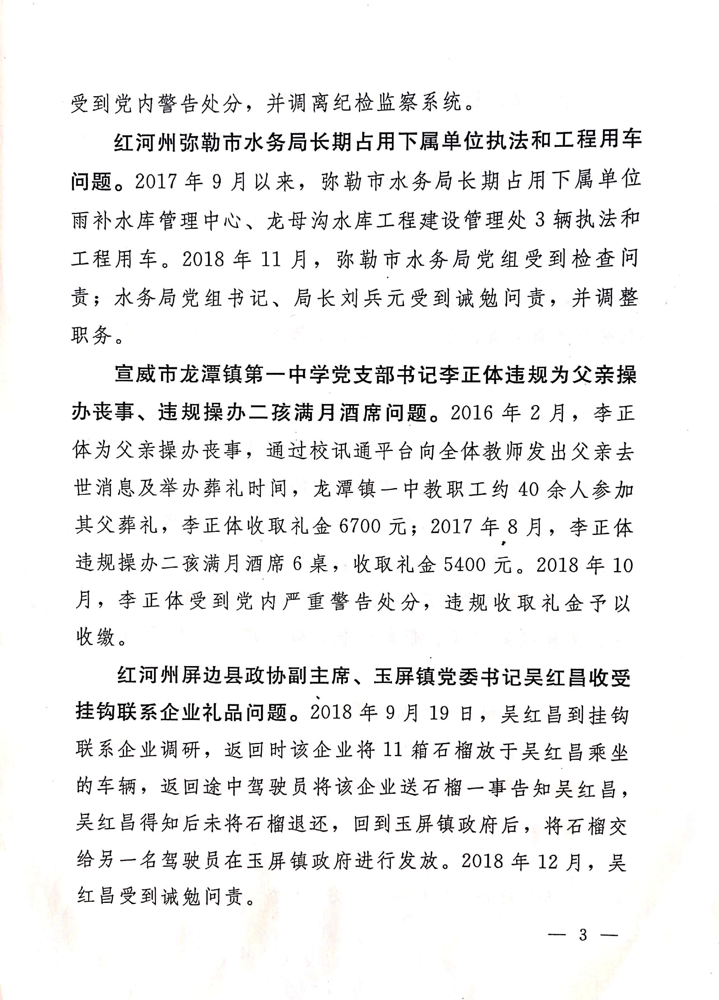 受到党内警告处分，并调离纪检监察系统。
红河州弥勒市水务局长期占用下属单位执法和工程用车
问题。2017 年 9 月以来，弥勒市水务局长期占用下属单位
雨补水库管理中心、龙母沟水库工程建设管理处 3 辆执法和
工程用车。2018 年 11 月，弥勒市水务局党组受到检查问
责；水务局党组书记、局长刘兵元受到诫勉问责，并调整
职务。
宣威市龙潭镇第一中学党支部书记李正体违规为父亲操
办丧事、违规操办二孩满月酒席问题。2016 年 2 月，李正
体为父亲操办丧事，通过校讯通平台向全体教师发出父亲去
世消息及举办葬礼时间，龙潭镇一中教职工约 40 余人参加
其父葬礼，李正体收取礼金 6700 元；2017 年 8 月，李正体
违规操办二孩满月酒席 6 桌，收取礼金 5400 元。2018 年 10
月，李正体受到党内严重警告处分，违规收取礼金予以
收缴。
红河州屏边县政协副主席、玉屏镇党委书记吴红昌收受
挂钩联系企业礼品问题。2018 年 9 月 19 日，吴红昌到挂钩
联系企业调研，返回时该企业将 11 箱石榴放于吴红昌乘坐
的车辆，返回途中驾驶员将该企业送石榴一事告知吴红昌，
吴红昌得知后未将石榴退还，回到玉屏镇政府后，将石榴交
给另一名驾驶员在玉屏镇政府进行发放。2018 年 12 月，吴
红昌受到诫勉问责。
— 3 —